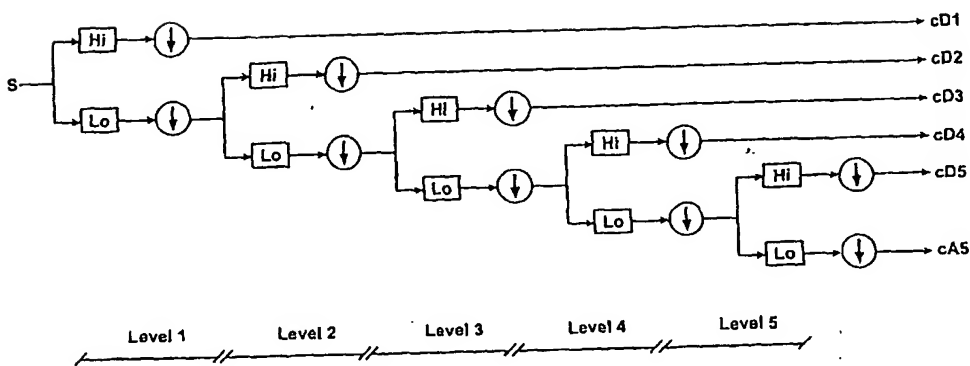 Hi cD1
Hi cD2
S
Hi cD3
Lo
Hi cD4
Lo
Hi cD5
Lo
Lo
Lo cA5
Level 1 Level 2 Level 3 Level 4 Level 5